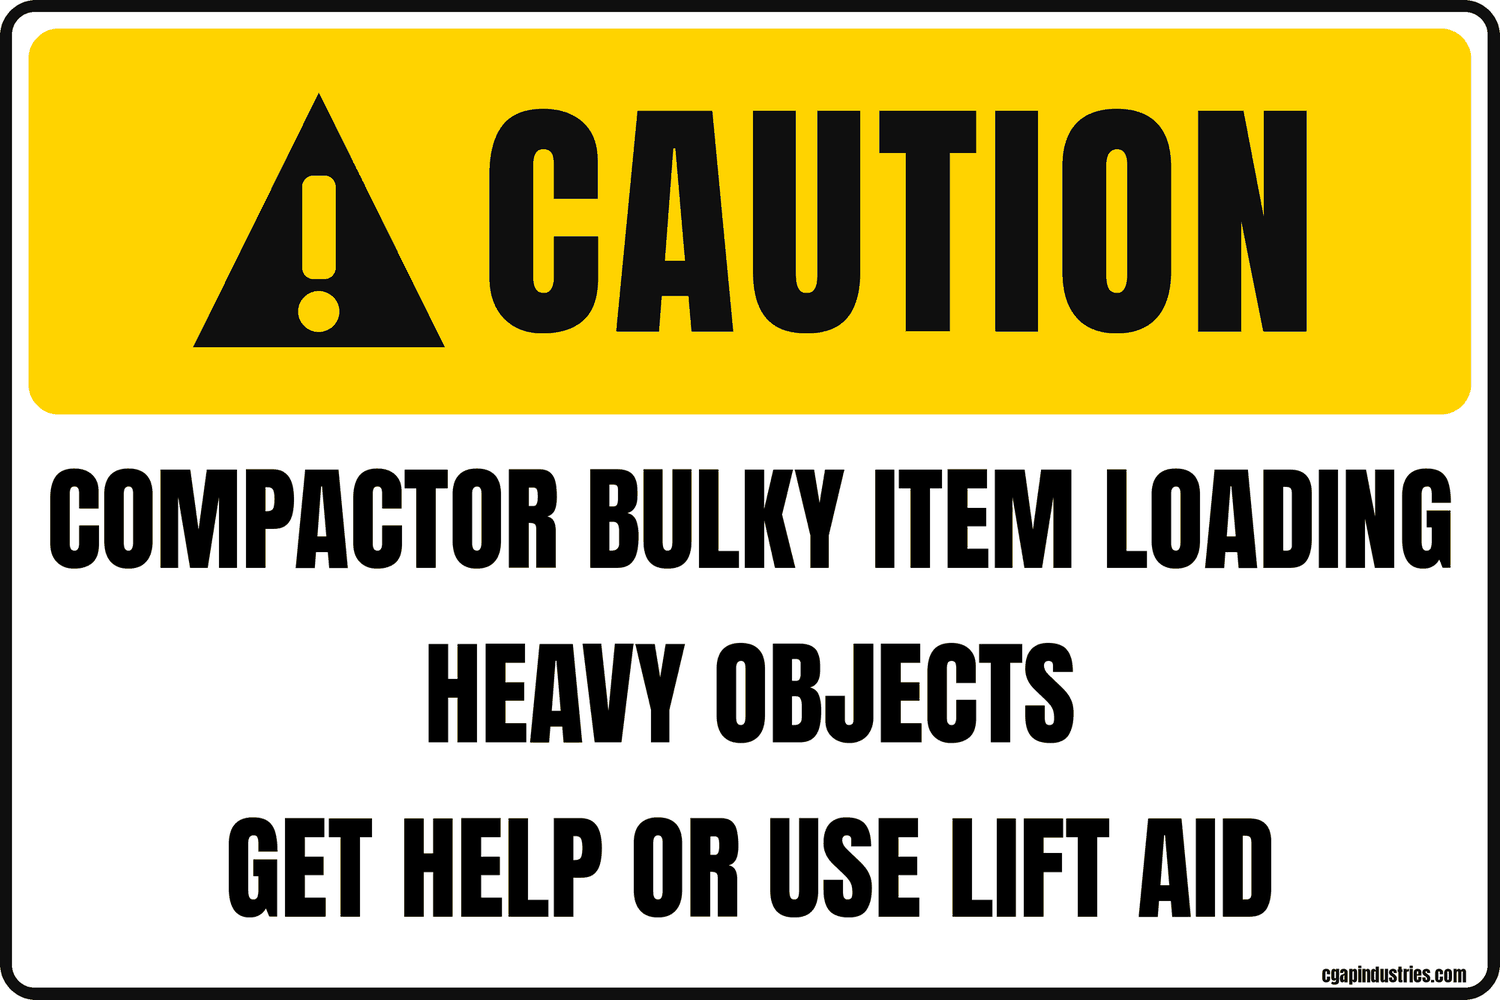 CAUTION
COMPACTOR BULKY ITEM LOADING
HEAVY OBJECTS
GET HELP OR USE LIFT AID
cgapindustries.com